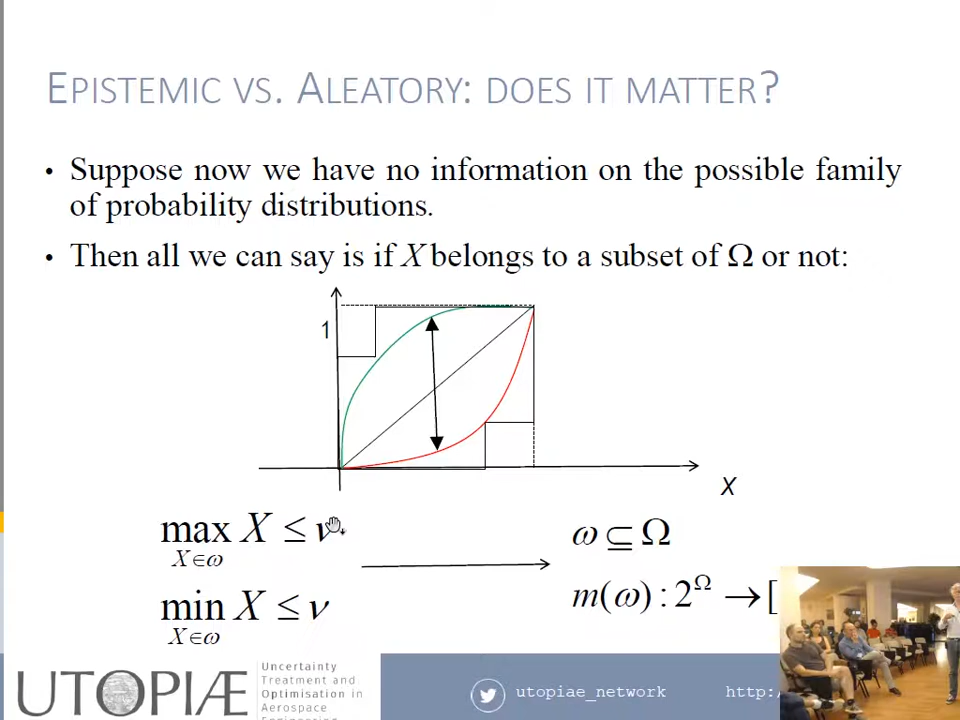 EPISTEMIC VS. ALEATORY: DOES IT MATTER?
• Suppose now we have no information on the possible family
of probability distributions.
• Then all we can say is if X belongs to a subset of Ω or not:
1
X
max X ≤ ν
X∈ω
min X ≤ ν
X∈ω
ω ⊆ Ω
m(ω) : 2^Ω → [
UTOPIÆ
Uncertainty
Treatment and
Optimisation in
Aerospace
utopiae_network
http:/